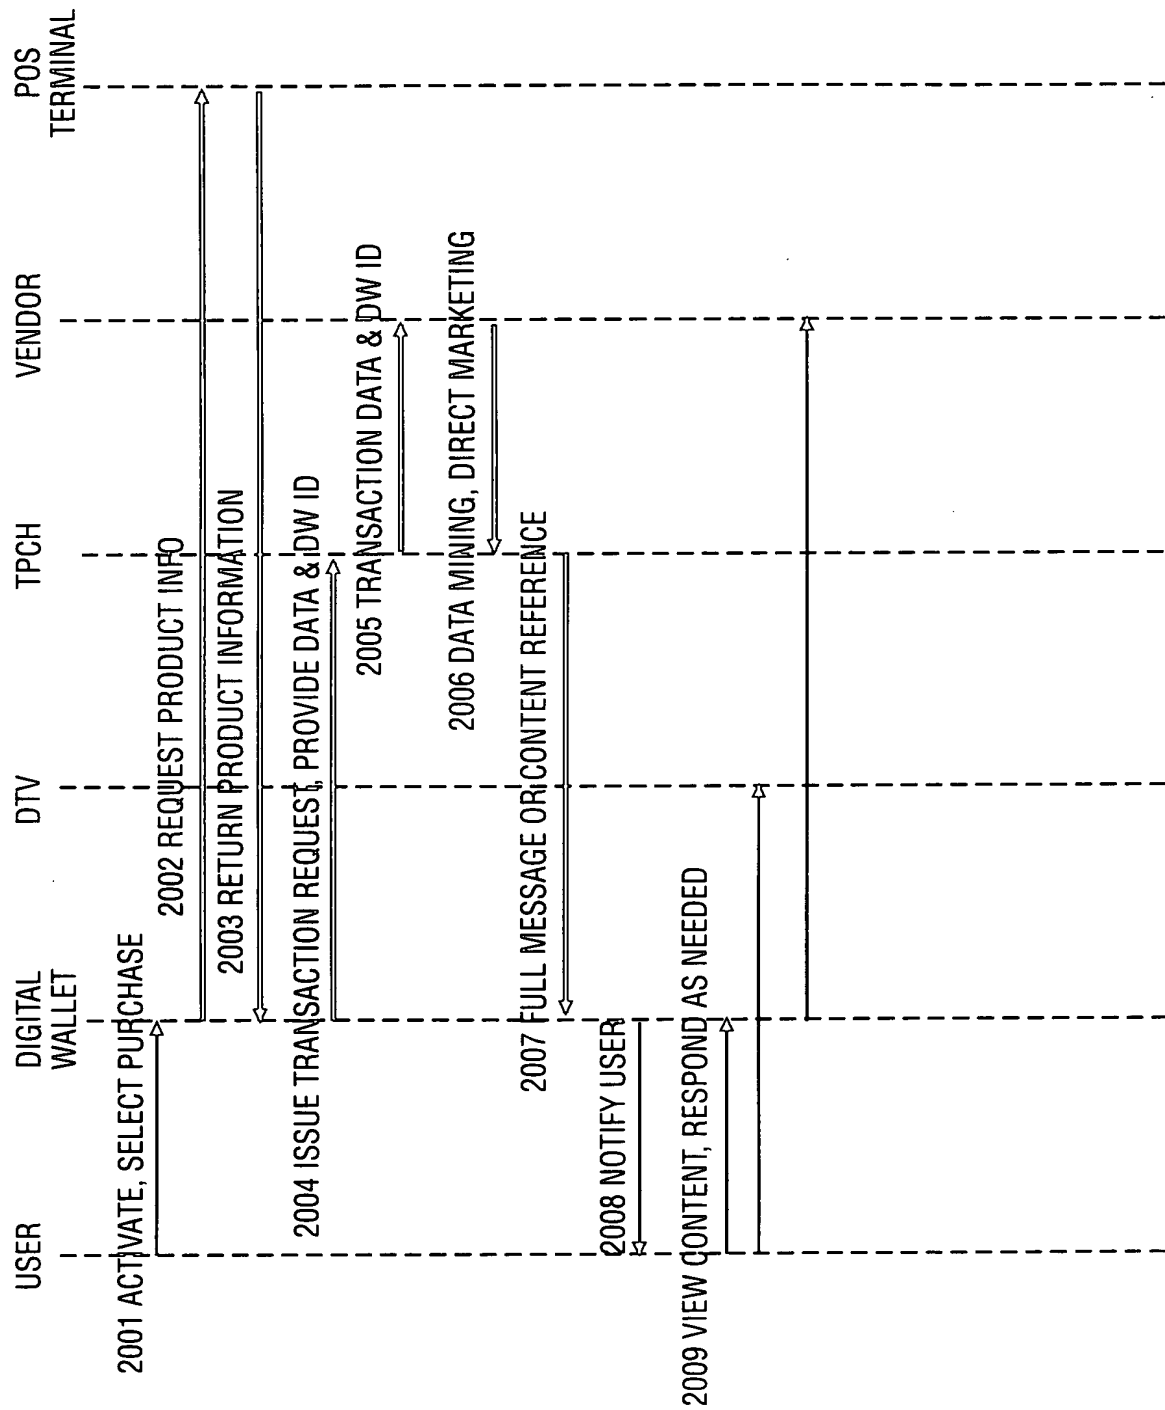 USER
DIGITAL
WALLET
DTV
TPCH
VENDOR
POS
TERMINAL
2001 ACTIVATE, SELECT PURCHASE
2002 REQUEST PRODUCT INFO
2003 RETURN PRODUCT INFORMATION
2004 ISSUE TRANSACTION REQUEST, PROVIDE DATA & DW ID
2005 TRANSACTION DATA & DW ID
2006 DATA MINING, DIRECT MARKETING
2007 FULL MESSAGE OR CONTENT REFERENCE
2008 NOTIFY USER
2009 VIEW CONTENT, RESPOND AS NEEDED